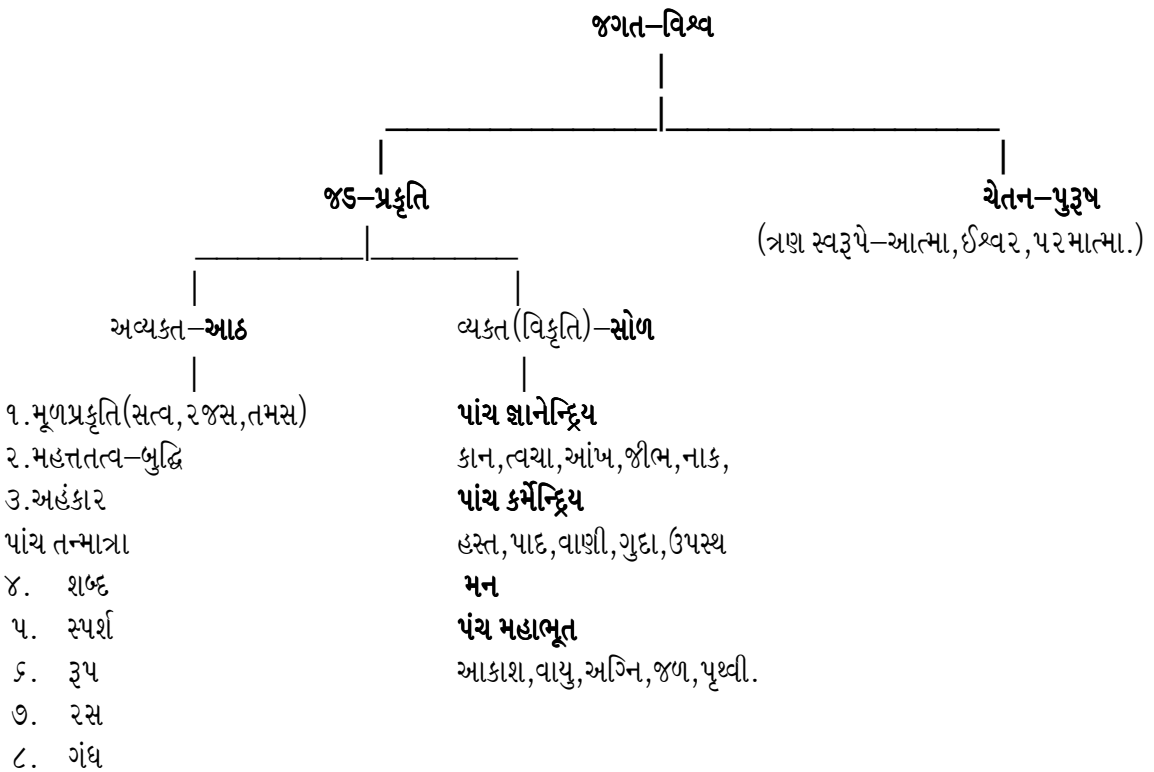 જગત–વિશ્વ
જડ–પ્રકૃતિ ચેતન–પુરૂષ
(ત્રણ સ્વરૂપે–આત્મા,ઈશ્વર,પરમાત્મા.)
અવ્યક્ત–આઠ વ્યક્ત(વિકૃતિ)–સોળ
૧.મૂળપ્રકૃતિ(સત્વ,રજસ,તમસ) પાંચ જ્ઞાનેન્દ્રિય
૨.મહત્તતત્વ–બુદ્ધિ કાન,ત્વચા,આંખ,જીભ,નાક,
૩.અહંકાર પાંચ કર્મેન્દ્રિય
પાંચ તન્માત્રા હસ્ત,પાદ,વાણી,ગુદા,ઉપસ્થ
૪. શબ્દ મન
૫. સ્પર્શ પંચ મહાભૂત
૬. રૂપ આકાશ,વાયુ,અગ્નિ,જળ,પૃથ્વી.
૭. રસ
૮. ગંધ